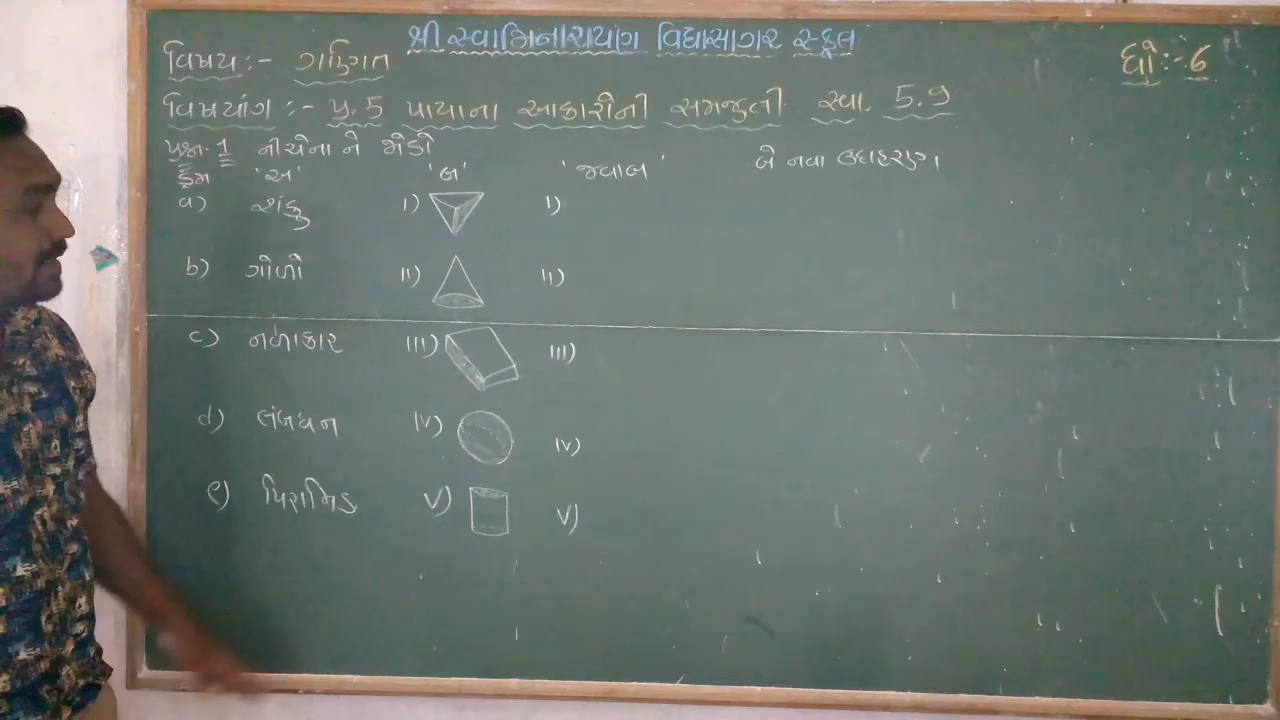 શ્રી સ્વામિનારાયણ વિદ્યાસાગર સ્કૂલ
વિષય :- ગણિત
ધો :- 6
વિષયાંગ :- પ્ર. 5 પાયાના આકારોની સમજુતી સ્વા. 5.9
પ્રશ્ન-1 નીચેના ને જોડો
ક્રમ 'અ' 'બ' 'જવાબ' બે નવા ઉદાહરણ
a) શંકુ I) I)
b) ગોળો II) II)
c) નળાકાર III) III)
d) લંબઘન IV) IV)
e) પિરામિડ V) V)